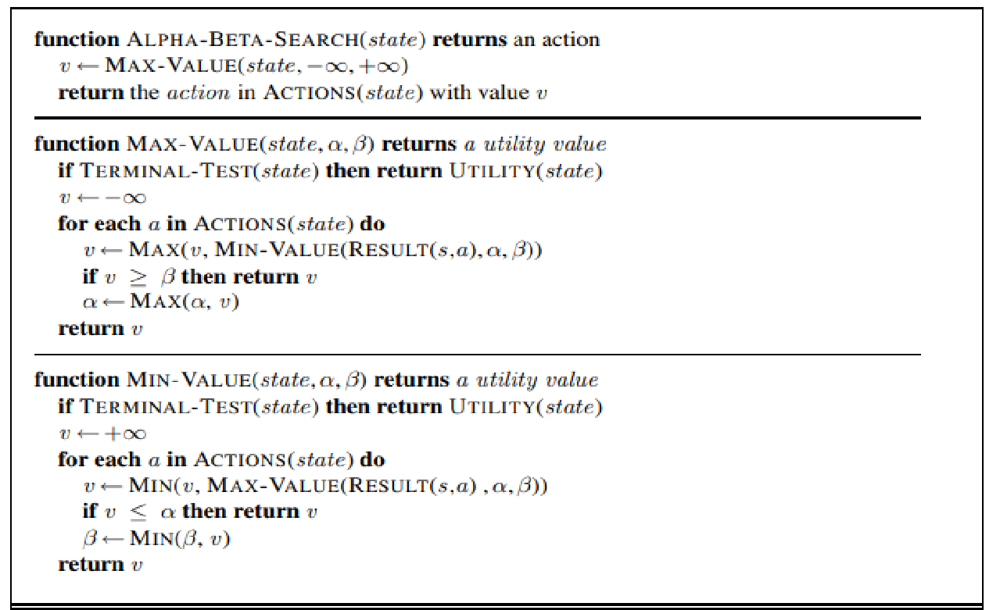 function ALPHA-BETA-SEARCH(state) returns an action
v ← MAX-VALUE(state, −∞, +∞)
return the action in ACTIONS(state) with value v
function MAX-VALUE(state, α, β) returns a utility value
if TERMINAL-TEST(state) then return UTILITY(state)
v ← −∞
for each a in ACTIONS(state) do
v ← MAX(v, MIN-VALUE(RESULT(s,a), α, β))
if v ≥ β then return v
α ← MAX(α, v)
return v
function MIN-VALUE(state, α, β) returns a utility value
if TERMINAL-TEST(state) then return UTILITY(state)
v ← +∞
for each a in ACTIONS(state) do
v ← MIN(v, MAX-VALUE(RESULT(s,a) , α, β))
if v ≤ α then return v
β ← MIN(β, v)
return v